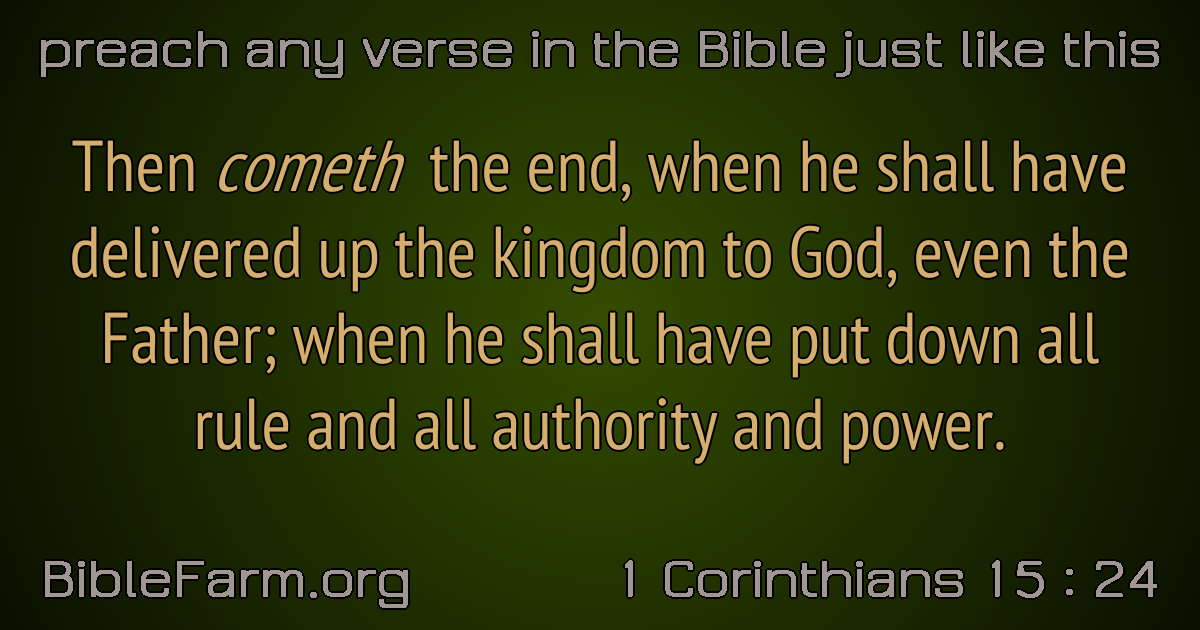 preach any verse in the Bible just like this
Then cometh the end, when he shall have
delivered up the kingdom to God, even the
Father; when he shall have put down all
rule and all authority and power.
BibleFarm.org
1 Corinthians 15 : 24